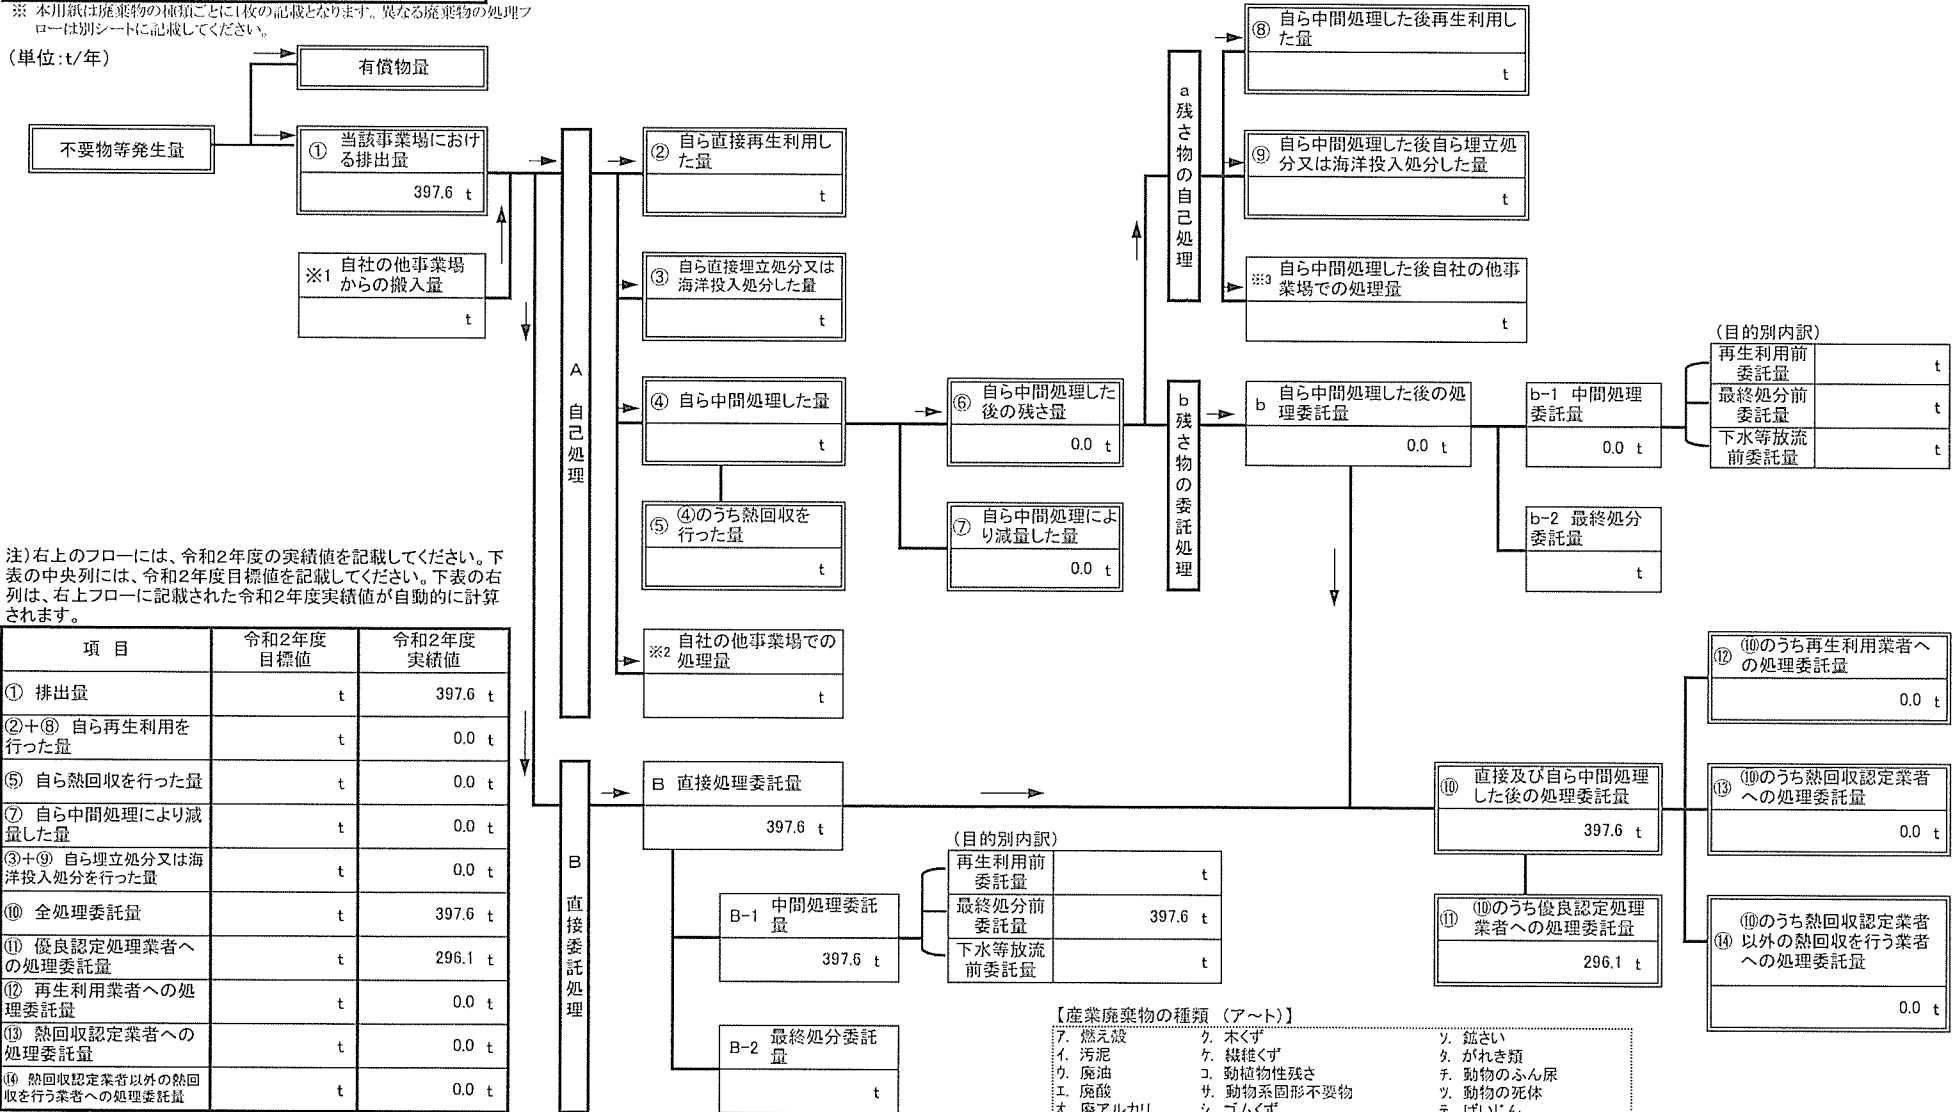 ※ 本用紙は廃棄物の種類ごとに1枚の記載となります。異なる廃棄物の処理フ
ローは別シートに記載してください。
(単位:t/年)
有償物量
不要物等発生量
① 当該事業場におけ
る排出量
397.6 t
※1 自社の他事業場
からの搬入量
t
A 自己処理
② 自ら直接再生利用し
た量
t
③ 自ら直接埋立処分又は
海洋投入処分した量
t
④ 自ら中間処理した量
t
⑤ ④のうち熱回収を
行った量
t
※2 自社の他事業場での
処理量
t
⑥ 自ら中間処理した
後の残さ量
0.0 t
⑦ 自ら中間処理によ
り減量した量
0.0 t
a 残さ物の自己処理
⑧ 自ら中間処理した後再生利用し
た量
t
⑨ 自ら中間処理した後自ら埋立処
分又は海洋投入処分した量
t
※3 自ら中間処理した後自社の他事
業場での処理量
t
b 残さ物の委託処理
b 自ら中間処理した後の処
理委託量
0.0 t
b-1 中間処理
委託量
0.0 t
b-2 最終処分
委託量
t
(目的別内訳)
再生利用前
委託量 t
最終処分前
委託量 t
下水等放流
前委託量 t
注)右上のフローには、令和2年度の実績値を記載してください。下
表の中央列には、令和2年度目標値を記載してください。下表の右
列は、右上フローに記載された令和2年度実績値が自動的に計算
されます。
項 目 令和2年度 令和2年度
目標値 実績値
① 排出量 t 397.6 t
②+⑧ 自ら再生利用を
行った量 t 0.0 t
⑤ 自ら熱回収を行った量 t 0.0 t
⑦ 自ら中間処理により減
量した量 t 0.0 t
③+⑨ 自ら埋立処分又は海
洋投入処分を行った量 t 0.0 t
⑩ 全処理委託量 t 397.6 t
⑪ 優良認定処理業者へ
の処理委託量 t 296.1 t
⑫ 再生利用業者への処
理委託量 t 0.0 t
⑬ 熱回収認定業者への
処理委託量 t 0.0 t
⑭ 熱回収認定業者以外の熱回
収を行う業者への処理委託量 t 0.0 t
B 直接委託処理
B 直接処理委託量
397.6 t
B-1 中間処理委託
量
397.6 t
B-2 最終処分委託
量
t
(目的別内訳)
再生利用前
委託量 t
最終処分前
委託量 397.6 t
下水等放流
前委託量 t
⑩ 直接及び自ら中間処理
した後の処理委託量
397.6 t
⑪ ⑩のうち優良認定処理
業者への処理委託量
296.1 t
⑫ ⑩のうち再生利用業者へ
の処理委託量
0.0 t
⑬ ⑩のうち熱回収認定業者
への処理委託量
0.0 t
⑭ ⑩のうち熱回収認定業者
以外の熱回収を行う業者
への処理委託量
0.0 t
【産業廃棄物の種類 (ア~ト)】
ア. 燃え殻 ク. 木くず ソ. 鉱さい
イ. 汚泥 ケ. 繊維くず タ. がれき類
ウ. 廃油 コ. 動植物性残さ チ. 動物のふん尿
エ. 廃酸 サ. 動物系固形不要物 ツ. 動物の死体
オ. 廃アルカリ シ. ゴムくず テ. ばいじん